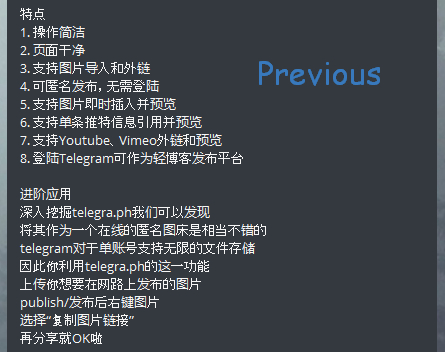 特点
1. 操作简洁
2. 页面干净
3. 支持图片导入和外链
4. 可匿名发布，无需登陆
5. 支持图片即时插入并预览
6. 支持单条推特信息引用并预览
7. 支持Youtube、Vimeo外链和预览
8. 登陆Telegram可作为轻博客发布平台
Previous
进阶应用
深入挖掘telegra.ph我们可以发现
将其作为一个在线的匿名图床是相当不错的
telegram对于单账号支持无限的文件存储
因此你利用telegra.ph的这一功能
上传你想要在网路上发布的图片
publish/发布后右键图片
选择“复制图片链接”
再分享就OK啦